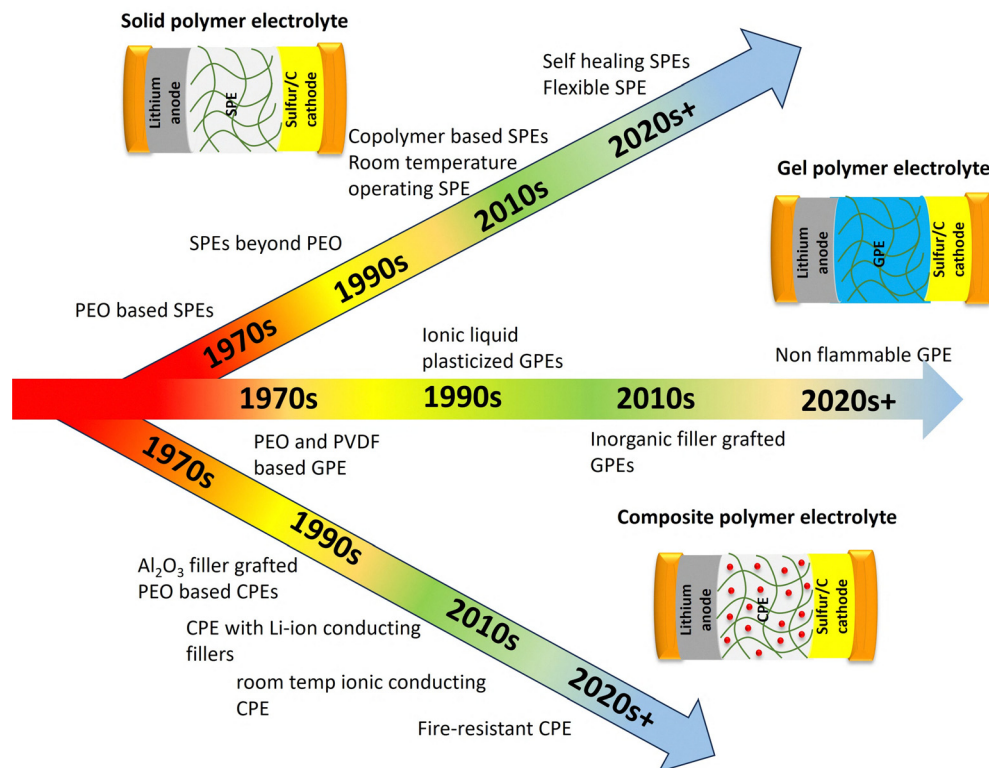 Solid polymer electrolyte
Lithium
anode
SPE
Sulfur/C
cathode
Self healing SPEs
Flexible SPE
Copolymer based SPEs
Room temperature
operating SPE
SPEs beyond PEO
PEO based SPEs
1970s
1990s
2010s
2020s+
Gel polymer electrolyte
Lithium
anode
GPE
Sulfur/C
cathode
Ionic liquid
plasticized GPEs
Non flammable GPE
1970s
1990s
2010s
2020s+
PEO and PVDF
based GPE
Inorganic filler grafted
GPEs
1970s
1990s
2010s
2020s+
Al₂O₃ filler grafted
PEO based CPEs
CPE with Li-ion conducting
fillers
room temp ionic conducting
CPE
Fire-resistant CPE
Composite polymer electrolyte
Lithium
anode
CPE
Sulfur/C
cathode